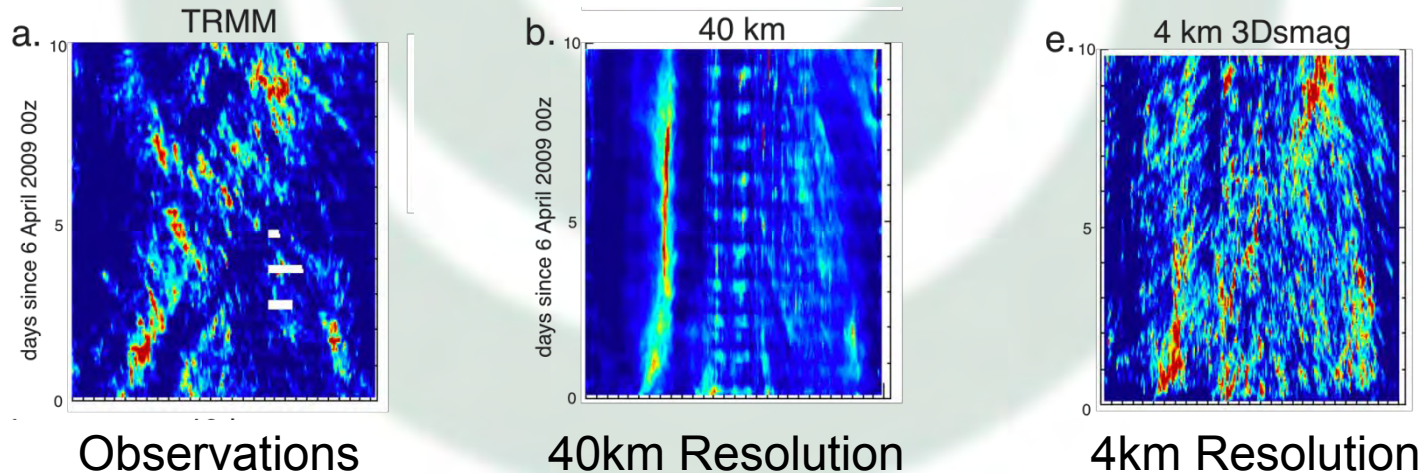 a.
TRMM
10
5
0
days since 6 April 2009 00z
Observations
b.
40 km
10
5
0
days since 6 April 2009 00z
40km Resolution
e.
4 km 3Dsmag
10
5
0
4km Resolution